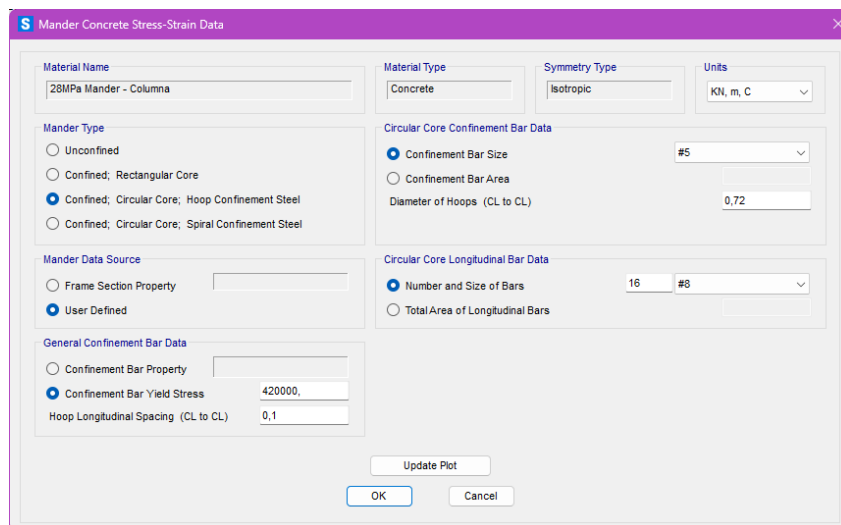 S Mander Concrete Stress-Strain Data
Material Name
28MPa Mander - Columna
Material Type
Concrete
Symmetry Type
Isotropic
Units
KN, m, C
Mander Type
Unconfined
Confined; Rectangular Core
Confined; Circular Core; Hoop Confinement Steel
Confined; Circular Core; Spiral Confinement Steel
Circular Core Confinement Bar Data
Confinement Bar Size #5
Confinement Bar Area
Diameter of Hoops (CL to CL) 0,72
Mander Data Source
Frame Section Property
User Defined
Circular Core Longitudinal Bar Data
Number and Size of Bars 16 #8
Total Area of Longitudinal Bars
General Confinement Bar Data
Confinement Bar Property
Confinement Bar Yield Stress 420000,
Hoop Longitudinal Spacing (CL to CL) 0,1
Update Plot
OK Cancel